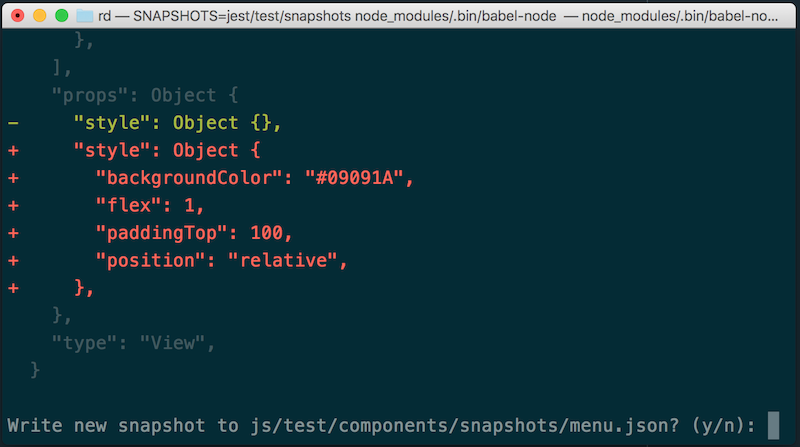 rd — SNAPSHOTS=jest/test/snapshots node_modules/.bin/babel-node — node_modules/.bin/babel-no...
    },
  ],
  "props": Object {
-   "style": Object {},
+   "style": Object {
+     "backgroundColor": "#09091A",
+     "flex": 1,
+     "paddingTop": 100,
+     "position": "relative",
+   },
  },
  "type": "View",
}
Write new snapshot to js/test/components/snapshots/menu.json? (y/n):